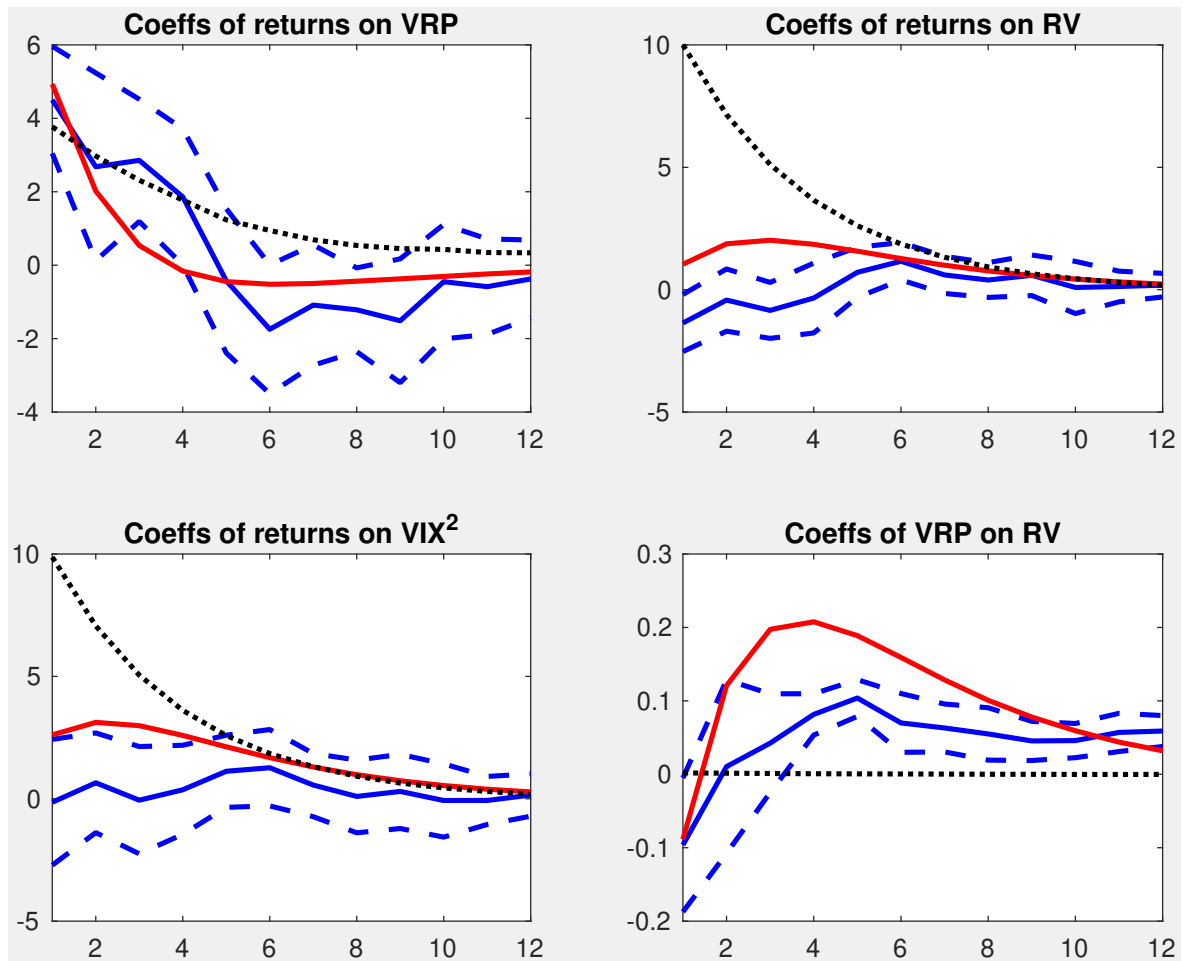 Coeffs of returns on VRP
6
4
2
0
-2
-4
2 4 6 8 10 12
Coeffs of returns on RV
10
5
0
-5
2 4 6 8 10 12
Coeffs of returns on VIX²
10
5
0
-5
2 4 6 8 10 12
Coeffs of VRP on RV
0.3
0.2
0.1
0
-0.1
-0.2
2 4 6 8 10 12